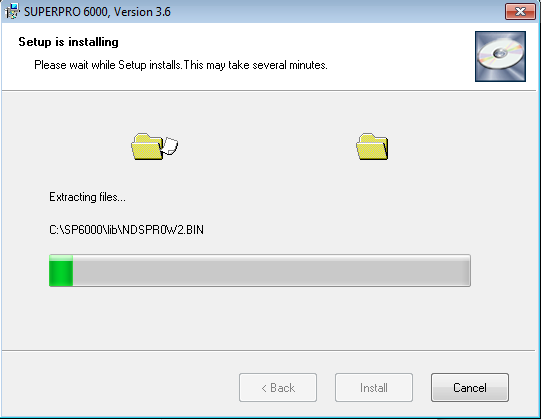 SUPERPRO 6000, Version 3.6
Setup is installing
Please wait while Setup installs.This may take several minutes.
Extracting files...
C:\SP6000\lib\NDSPR0W2.BIN
< Back
Install
Cancel